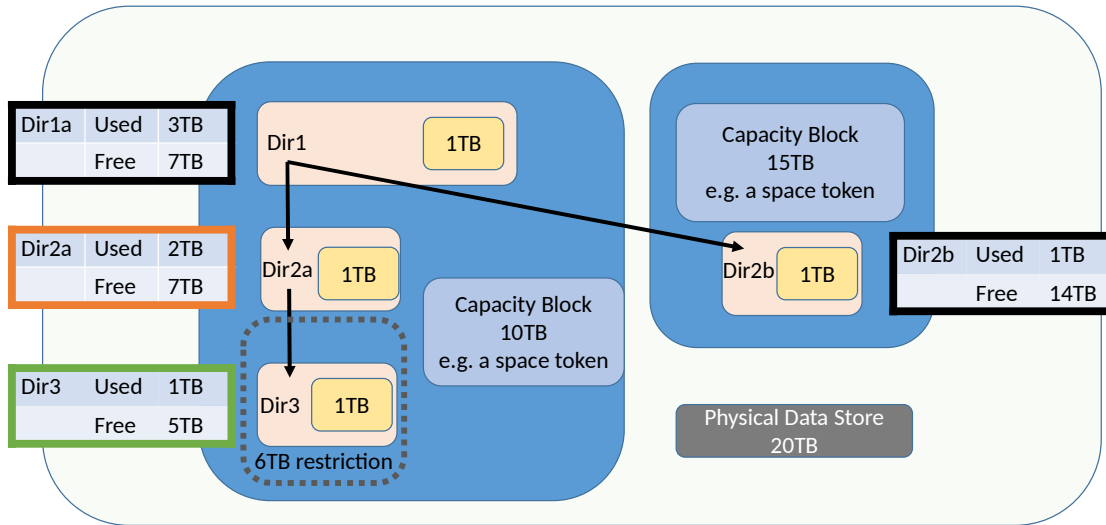 Dir1a Used 3TB
Free 7TB
Dir1
1TB
Capacity Block
15TB
e.g. a space token
Dir2a Used 2TB
Free 7TB
Dir2a
1TB
Dir2b
1TB
Dir2b Used 1TB
Free 14TB
Capacity Block
10TB
e.g. a space token
Dir3 Used 1TB
Free 5TB
Dir3
1TB
6TB restriction
Physical Data Store
20TB